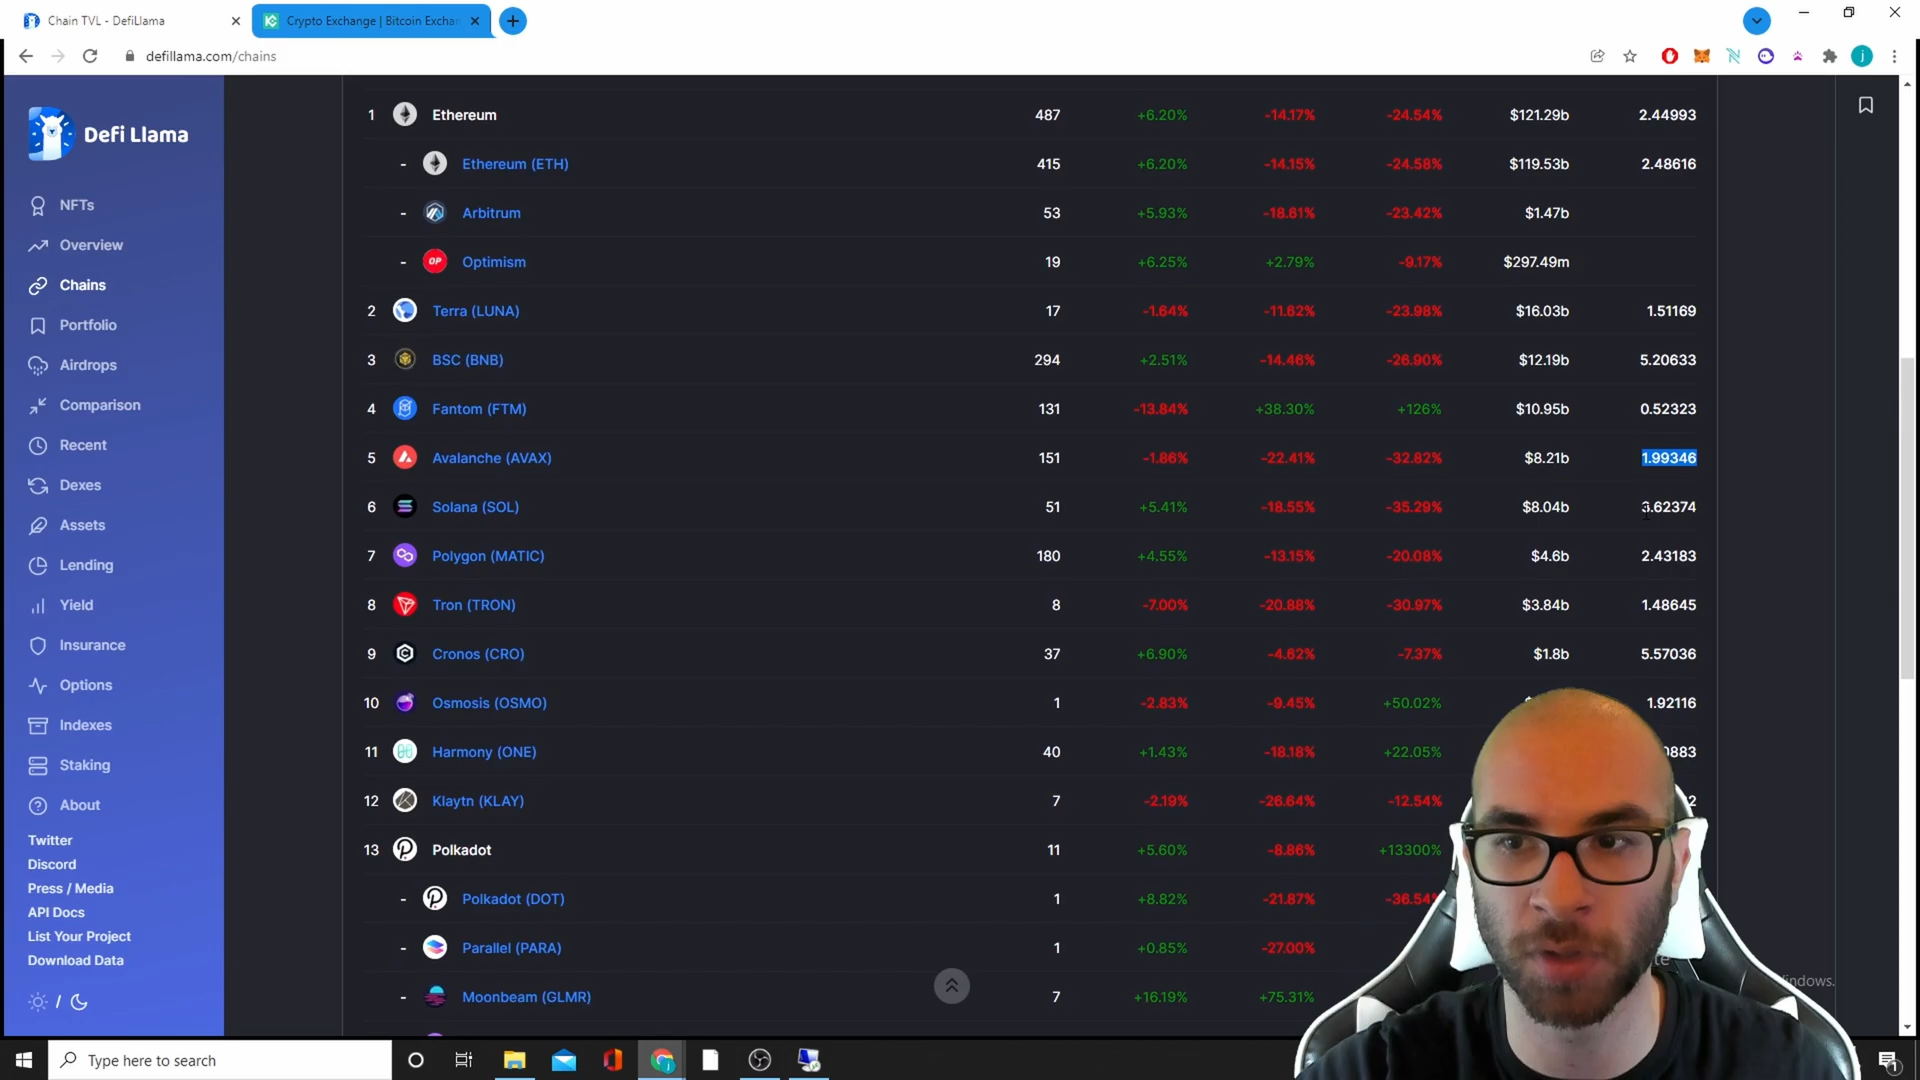 Chain TVL - DefiLlama
Crypto Exchange | Bitcoin Exchan
defillama.com/chains
j
Defi Llama
NFTs
Overview
Chains
Portfolio
Airdrops
Comparison
Recent
Dexes
Assets
Lending
Yield
Insurance
Options
Indexes
Staking
About
Twitter
Discord
Press / Media
API Docs
List Your Project
Download Data
/
1 Ethereum 487 +6.20% -14.17% -24.54% $121.29b 2.44993
- Ethereum (ETH) 415 +6.20% -14.15% -24.58% $119.53b 2.48616
- Arbitrum 53 +5.93% -18.61% -23.42% $1.47b
- OP Optimism 19 +6.25% +2.79% -9.17% $297.49m
2 Terra (LUNA) 17 -1.64% -11.62% -23.98% $16.03b 1.51169
3 BSC (BNB) 294 +2.51% -14.46% -26.90% $12.19b 5.20633
4 Fantom (FTM) 131 -13.84% +38.30% +126% $10.95b 0.52323
5 Avalanche (AVAX) 151 -1.86% -22.41% -32.82% $8.21b 1.99346
6 Solana (SOL) 51 +5.41% -18.55% -35.29% $8.04b .62374
7 Polygon (MATIC) 180 +4.55% -13.15% -20.08% $4.6b 2.43183
8 Tron (TRON) 8 -7.00% -20.88% -30.97% $3.84b 1.48645
9 Cronos (CRO) 37 +6.90% -4.62% -7.37% $1.8b 5.57036
10 Osmosis (OSMO) 1 -2.83% -9.45% +50.02% 1.92116
11 Harmony (ONE) 40 +1.43% -18.18% +22.05% 0883
12 Klaytn (KLAY) 7 -2.19% -26.64% -12.54% 2
13 Polkadot 11 +5.60% -8.86% +13300%
- Polkadot (DOT) 1 +8.82% -21.87% -36.54%
- Parallel (PARA) 1 +0.85% -27.00%
- Moonbeam (GLMR) 7 +16.19% +75.31%
te
indows.
Type here to search
1